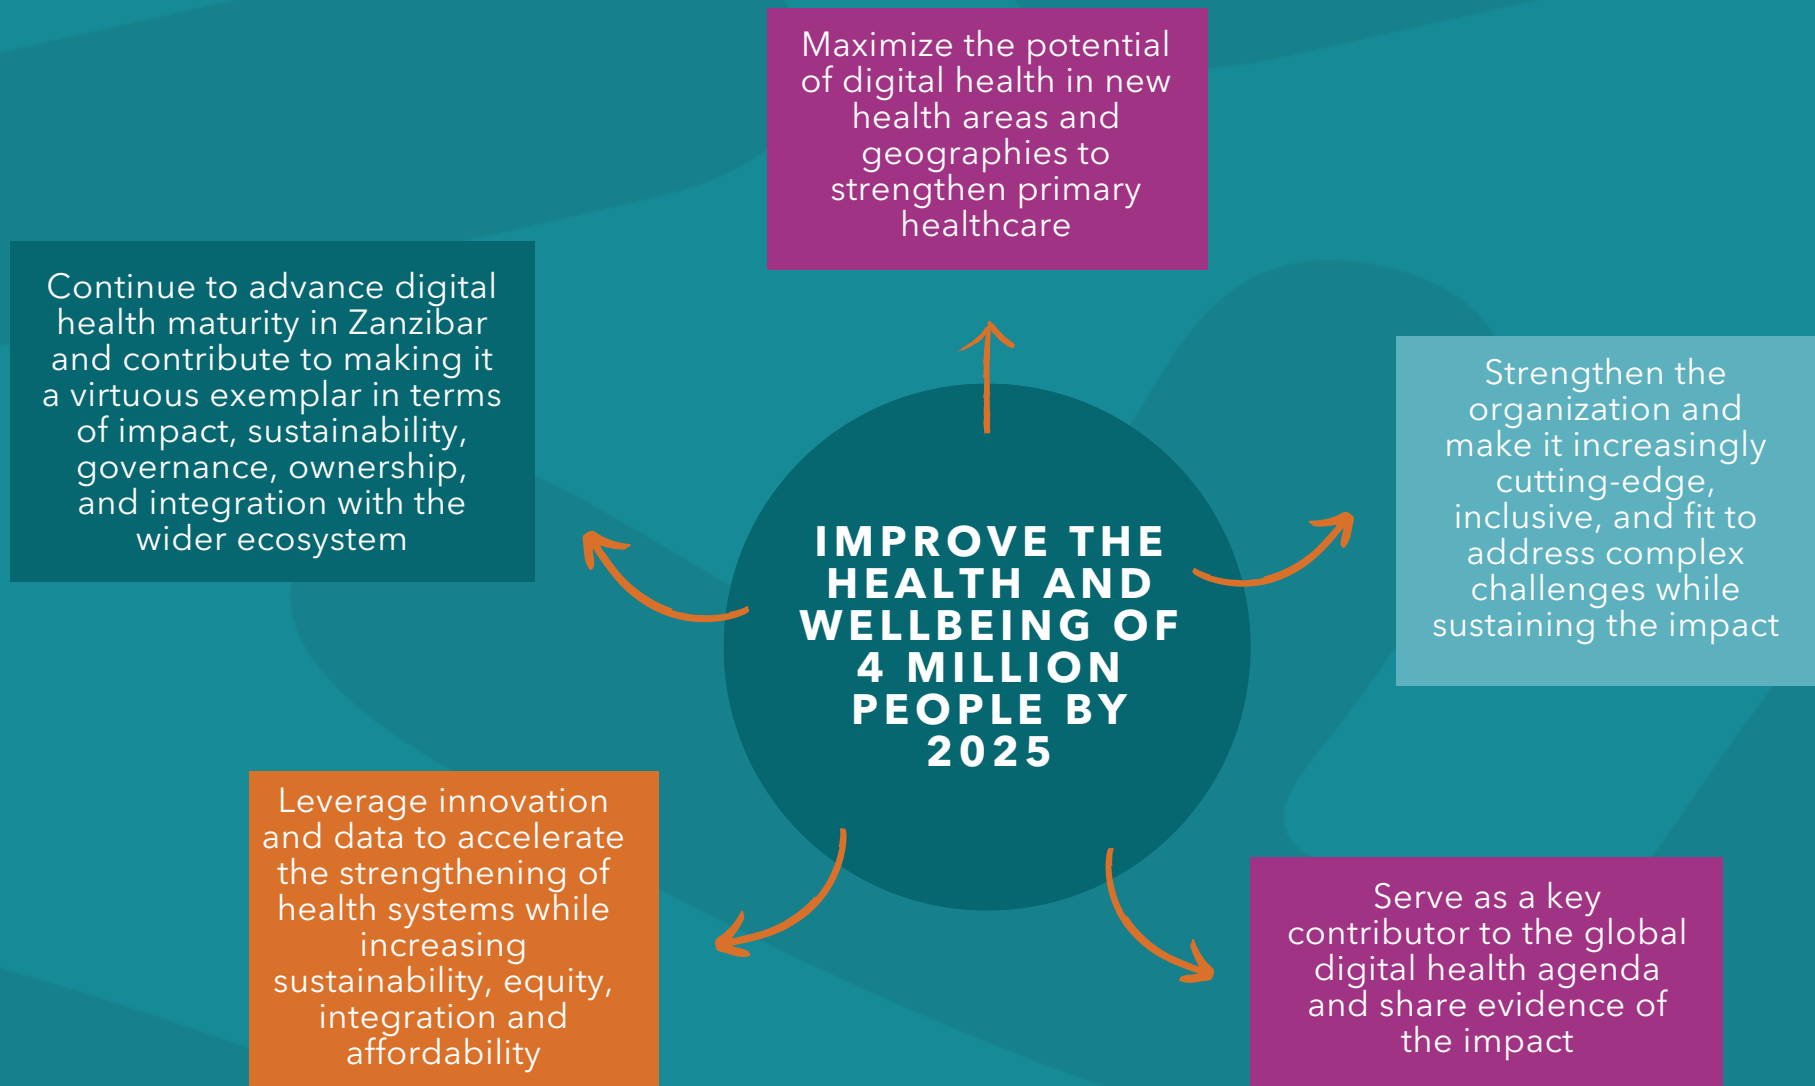 Maximize the potential
of digital health in new
health areas and
geographies to
strengthen primary
healthcare
Continue to advance digital
health maturity in Zanzibar
and contribute to making it
a virtuous exemplar in terms
of impact, sustainability,
governance, ownership,
and integration with the
wider ecosystem
Strengthen the
organization and
make it increasingly
cutting-edge,
inclusive, and fit to
address complex
challenges while
sustaining the impact
IMPROVE THE
HEALTH AND
WELLBEING OF
4 MILLION
PEOPLE BY
2025
Leverage innovation
and data to accelerate
the strengthening of
health systems while
increasing
sustainability, equity,
integration and
affordability
Serve as a key
contributor to the global
digital health agenda
and share evidence of
the impact